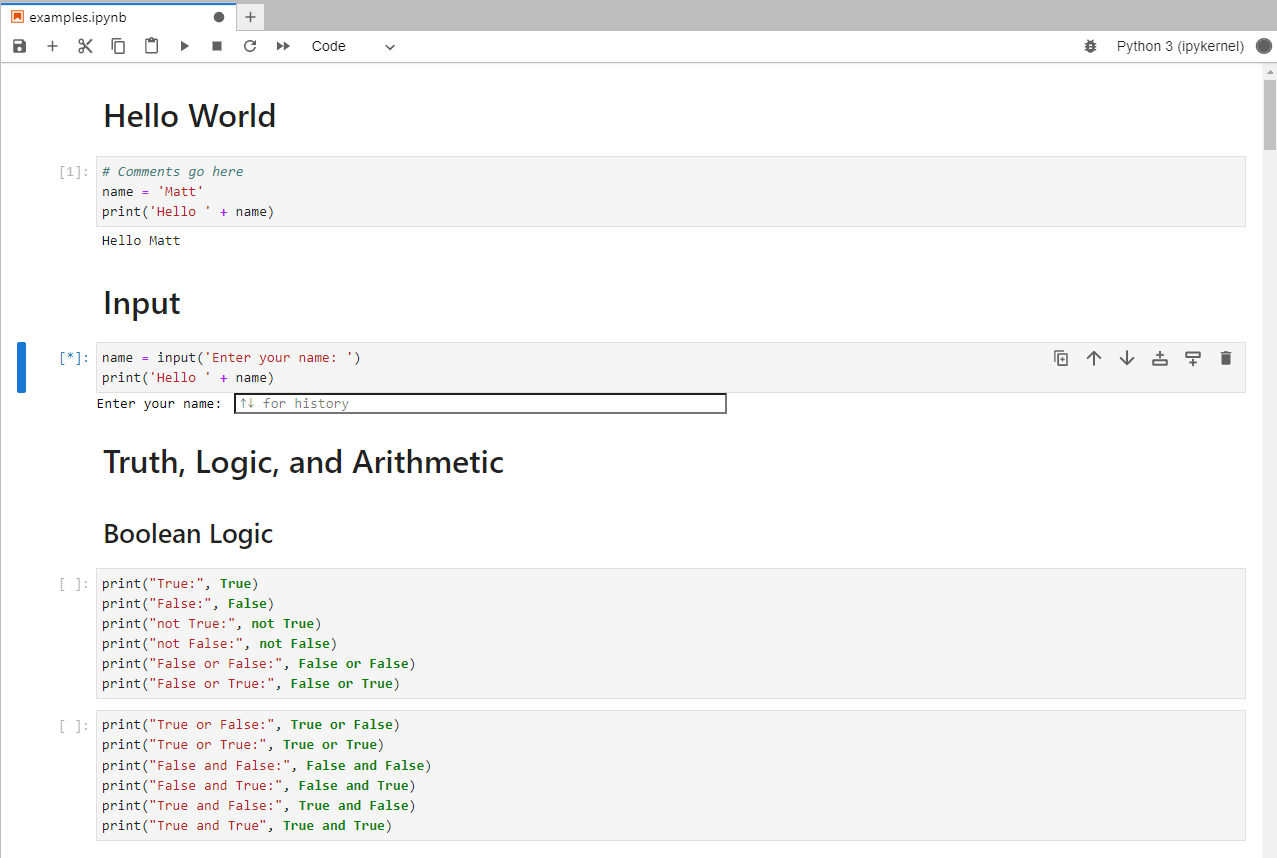 examples.ipynb
Code
Python 3 (ipykernel)
Hello World
[1]:
# Comments go here
name = 'Matt'
print('Hello ' + name)
Hello Matt
Input
[*]:
name = input('Enter your name: ')
print('Hello ' + name)
Enter your name: ↑↓ for history
Truth, Logic, and Arithmetic
Boolean Logic
[ ]:
print("True:", True)
print("False:", False)
print("not True:", not True)
print("not False:", not False)
print("False or False:", False or False)
print("False or True:", False or True)
[ ]:
print("True or False:", True or False)
print("True or True:", True or True)
print("False and False:", False and False)
print("False and True:", False and True)
print("True and False:", True and False)
print("True and True", True and True)